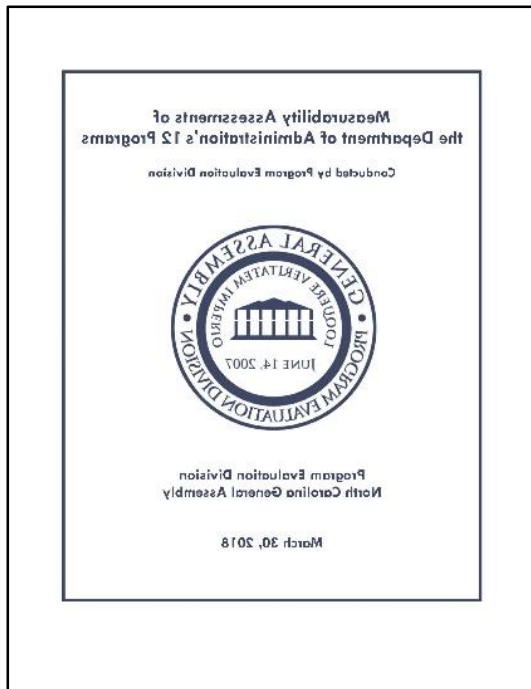 Measurability Assessments of
the Department of Administration's 12 Programs
Conducted by Program Evaluation Division
GENERAL ASSEMBLY
LOQUERE VERITATEM IMPERIO
JUNE 14, 2007
• PROGRAM EVALUATION DIVISION •
Program Evaluation Division
North Carolina General Assembly
March 30, 2018